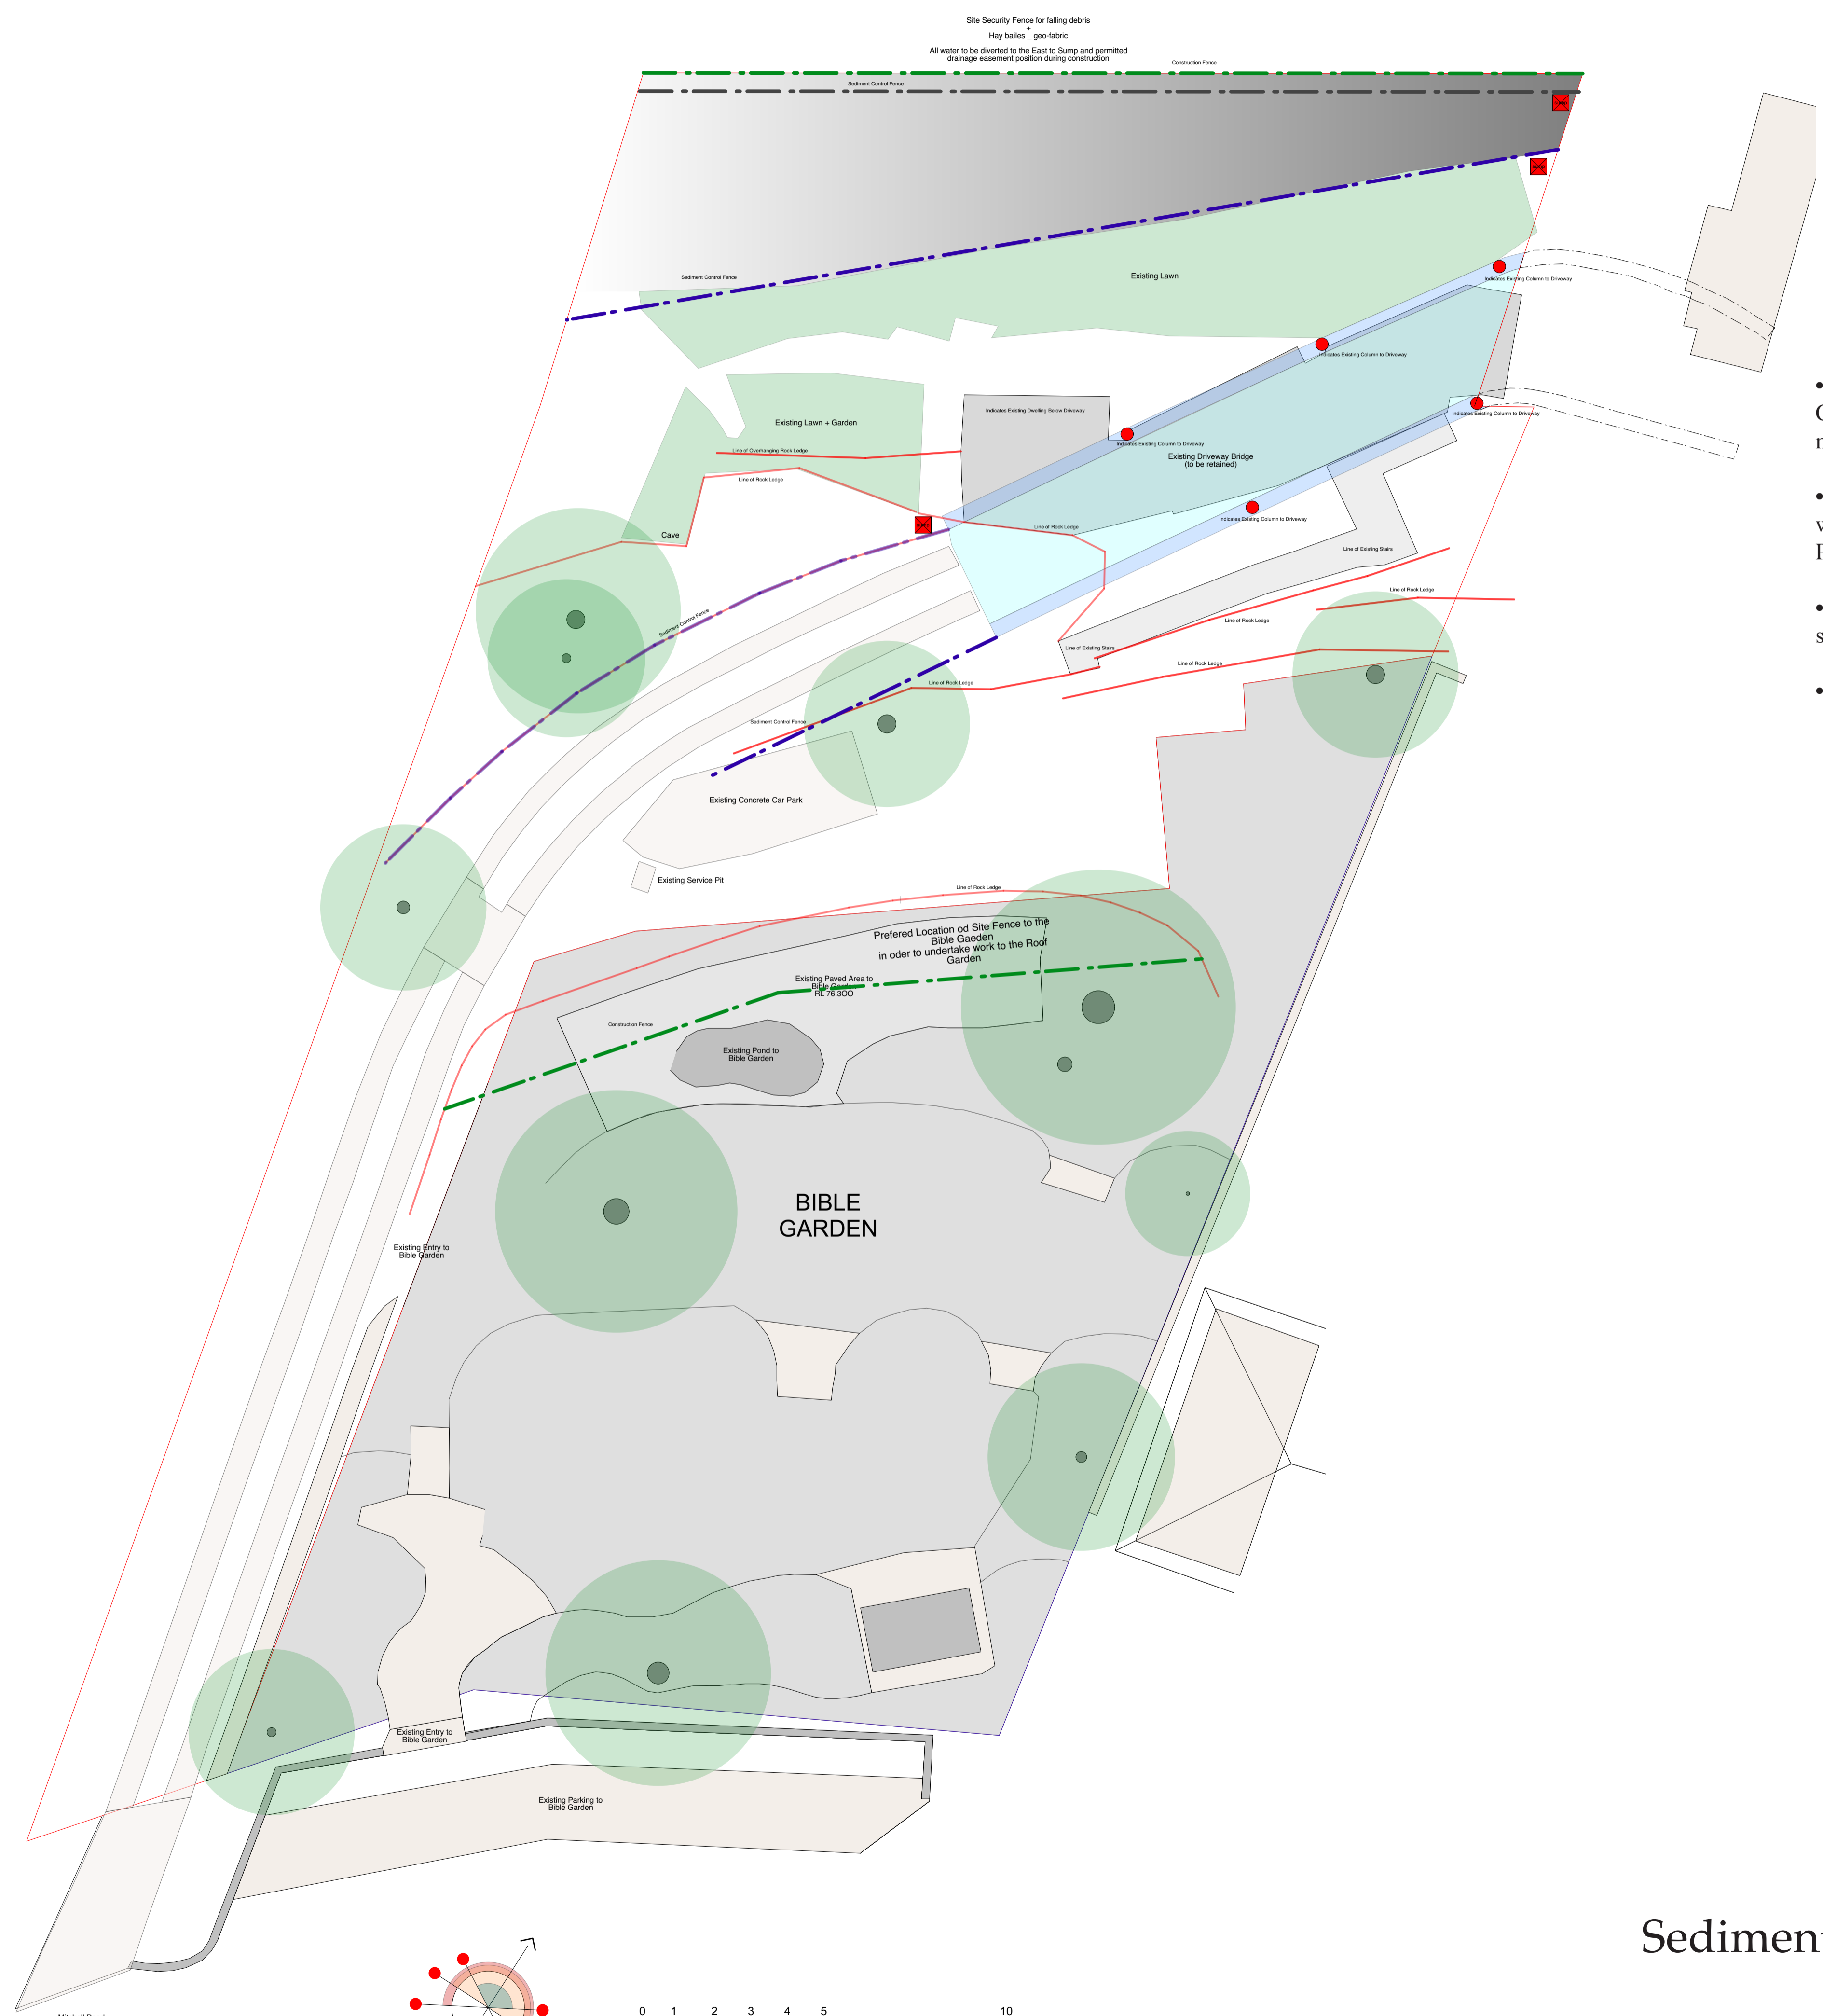 Site Security Fence for falling debris
+
Hay bailes _ geo-fabric
All water to be diverted to the East to Sump and permitted
drainage easement position during construction
Construction Fence
Sediment Control Fence
Sediment Control Fence
Existing Lawn
Indicates Existing Column to Driveway
Indicates Existing Column to Driveway
Indicates Existing Dwelling Below Driveway
Indicates Existing Column to Driveway
Existing Lawn + Garden
Indicates Existing Column to Driveway
Line of Overhanging Rock Ledge
Existing Driveway Bridge
(to be retained)
Line of Rock Ledge
Indicates Existing Column to Driveway
Line of Rock Ledge
Cave
Line of Existing Stairs
Line of Rock Ledge
Sediment Control Fence
Line of Rock Ledge
Line of Existing Stairs
Line of Rock Ledge
Line of Rock Ledge
Sediment Control Fence
Existing Concrete Car Park
Existing Service Pit
Line of Rock Ledge
Prefered Location od Site Fence to the
Bible Gaeden
in oder to undertake work to the Roof
Garden
Existing Paved Area to
Bible Garden
RL 76.3OO
Construction Fence
Existing Pond to
Bible Garden
BIBLE
GARDEN
Existing Entry to
Bible Garden
Existing Entry to
Bible Garden
Existing Parking to
Bible Garden
Sediment
0 1 2 3 4 5 10